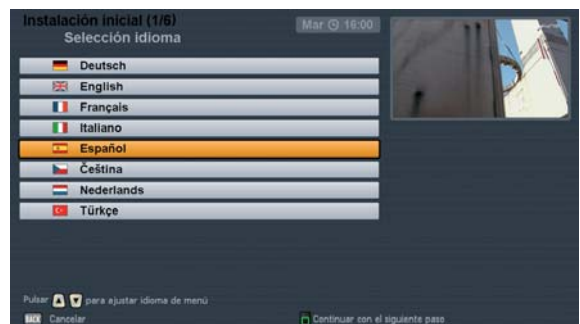 Instalación inicial (1/6)
Mar 16:00
Selección idioma
Deutsch
English
Français
Italiano
Español
Čeština
Nederlands
Türkçe
Pulsar para ajustar idioma de menú
BACK Cancelar
Continuar con el siguiente paso